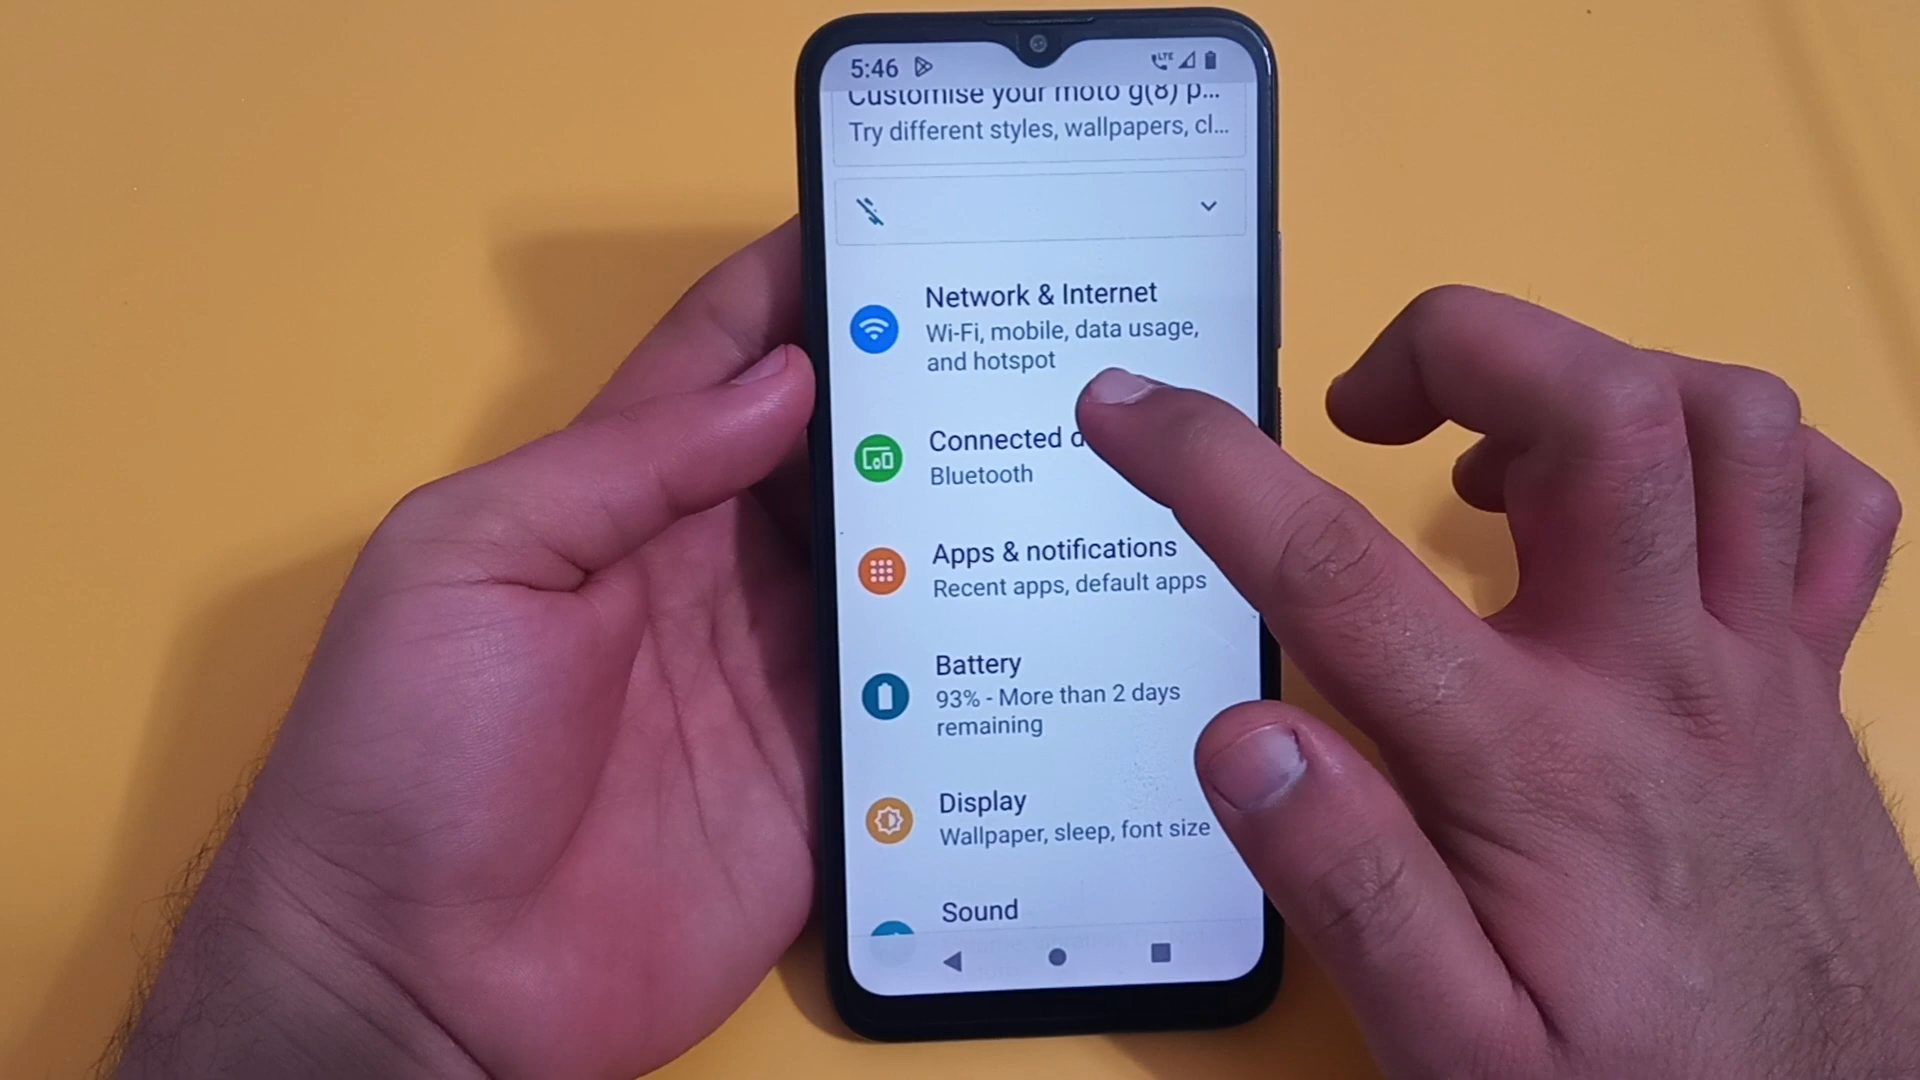 5:46 LTE
Customise your moto g(8) p...
Try different styles, wallpapers, cl...
Network & Internet
Wi-Fi, mobile, data usage,
and hotspot
Connected d
Bluetooth
Apps & notifications
Recent apps, default apps
Battery
93% - More than 2 days
remaining
Display
Wallpaper, sleep, font size
Sound